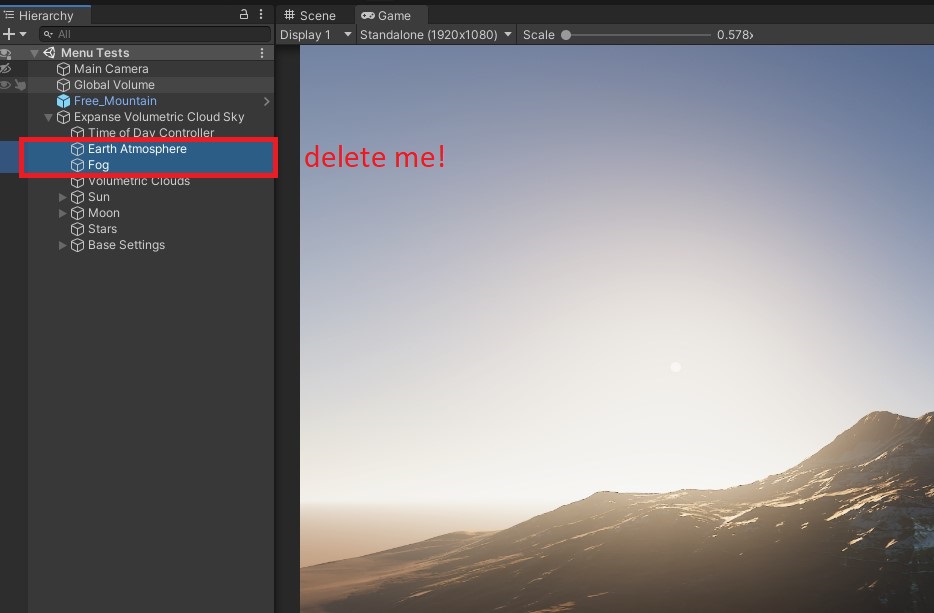 Hierarchy
Scene
Game
All
Display 1
Standalone (1920x1080)
Scale
0.578x
Menu Tests
Main Camera
Global Volume
Free_Mountain
Expanse Volumetric Cloud Sky
Time of Day Controller
Earth Atmosphere
Fog
delete me!
Volumetric Clouds
Sun
Moon
Stars
Base Settings